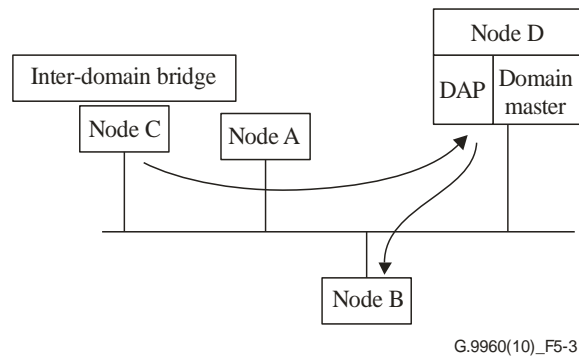 Node D
Inter-domain bridge
DAP
Domain
master
Node C
Node A
Node B
G.9960(10)_F5-3